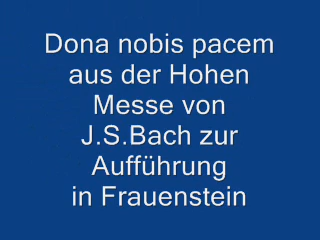 Dona nobis pacem
aus der Hohen
Messe von
J.S.Bach zur
Aufführung
in Frauenstein